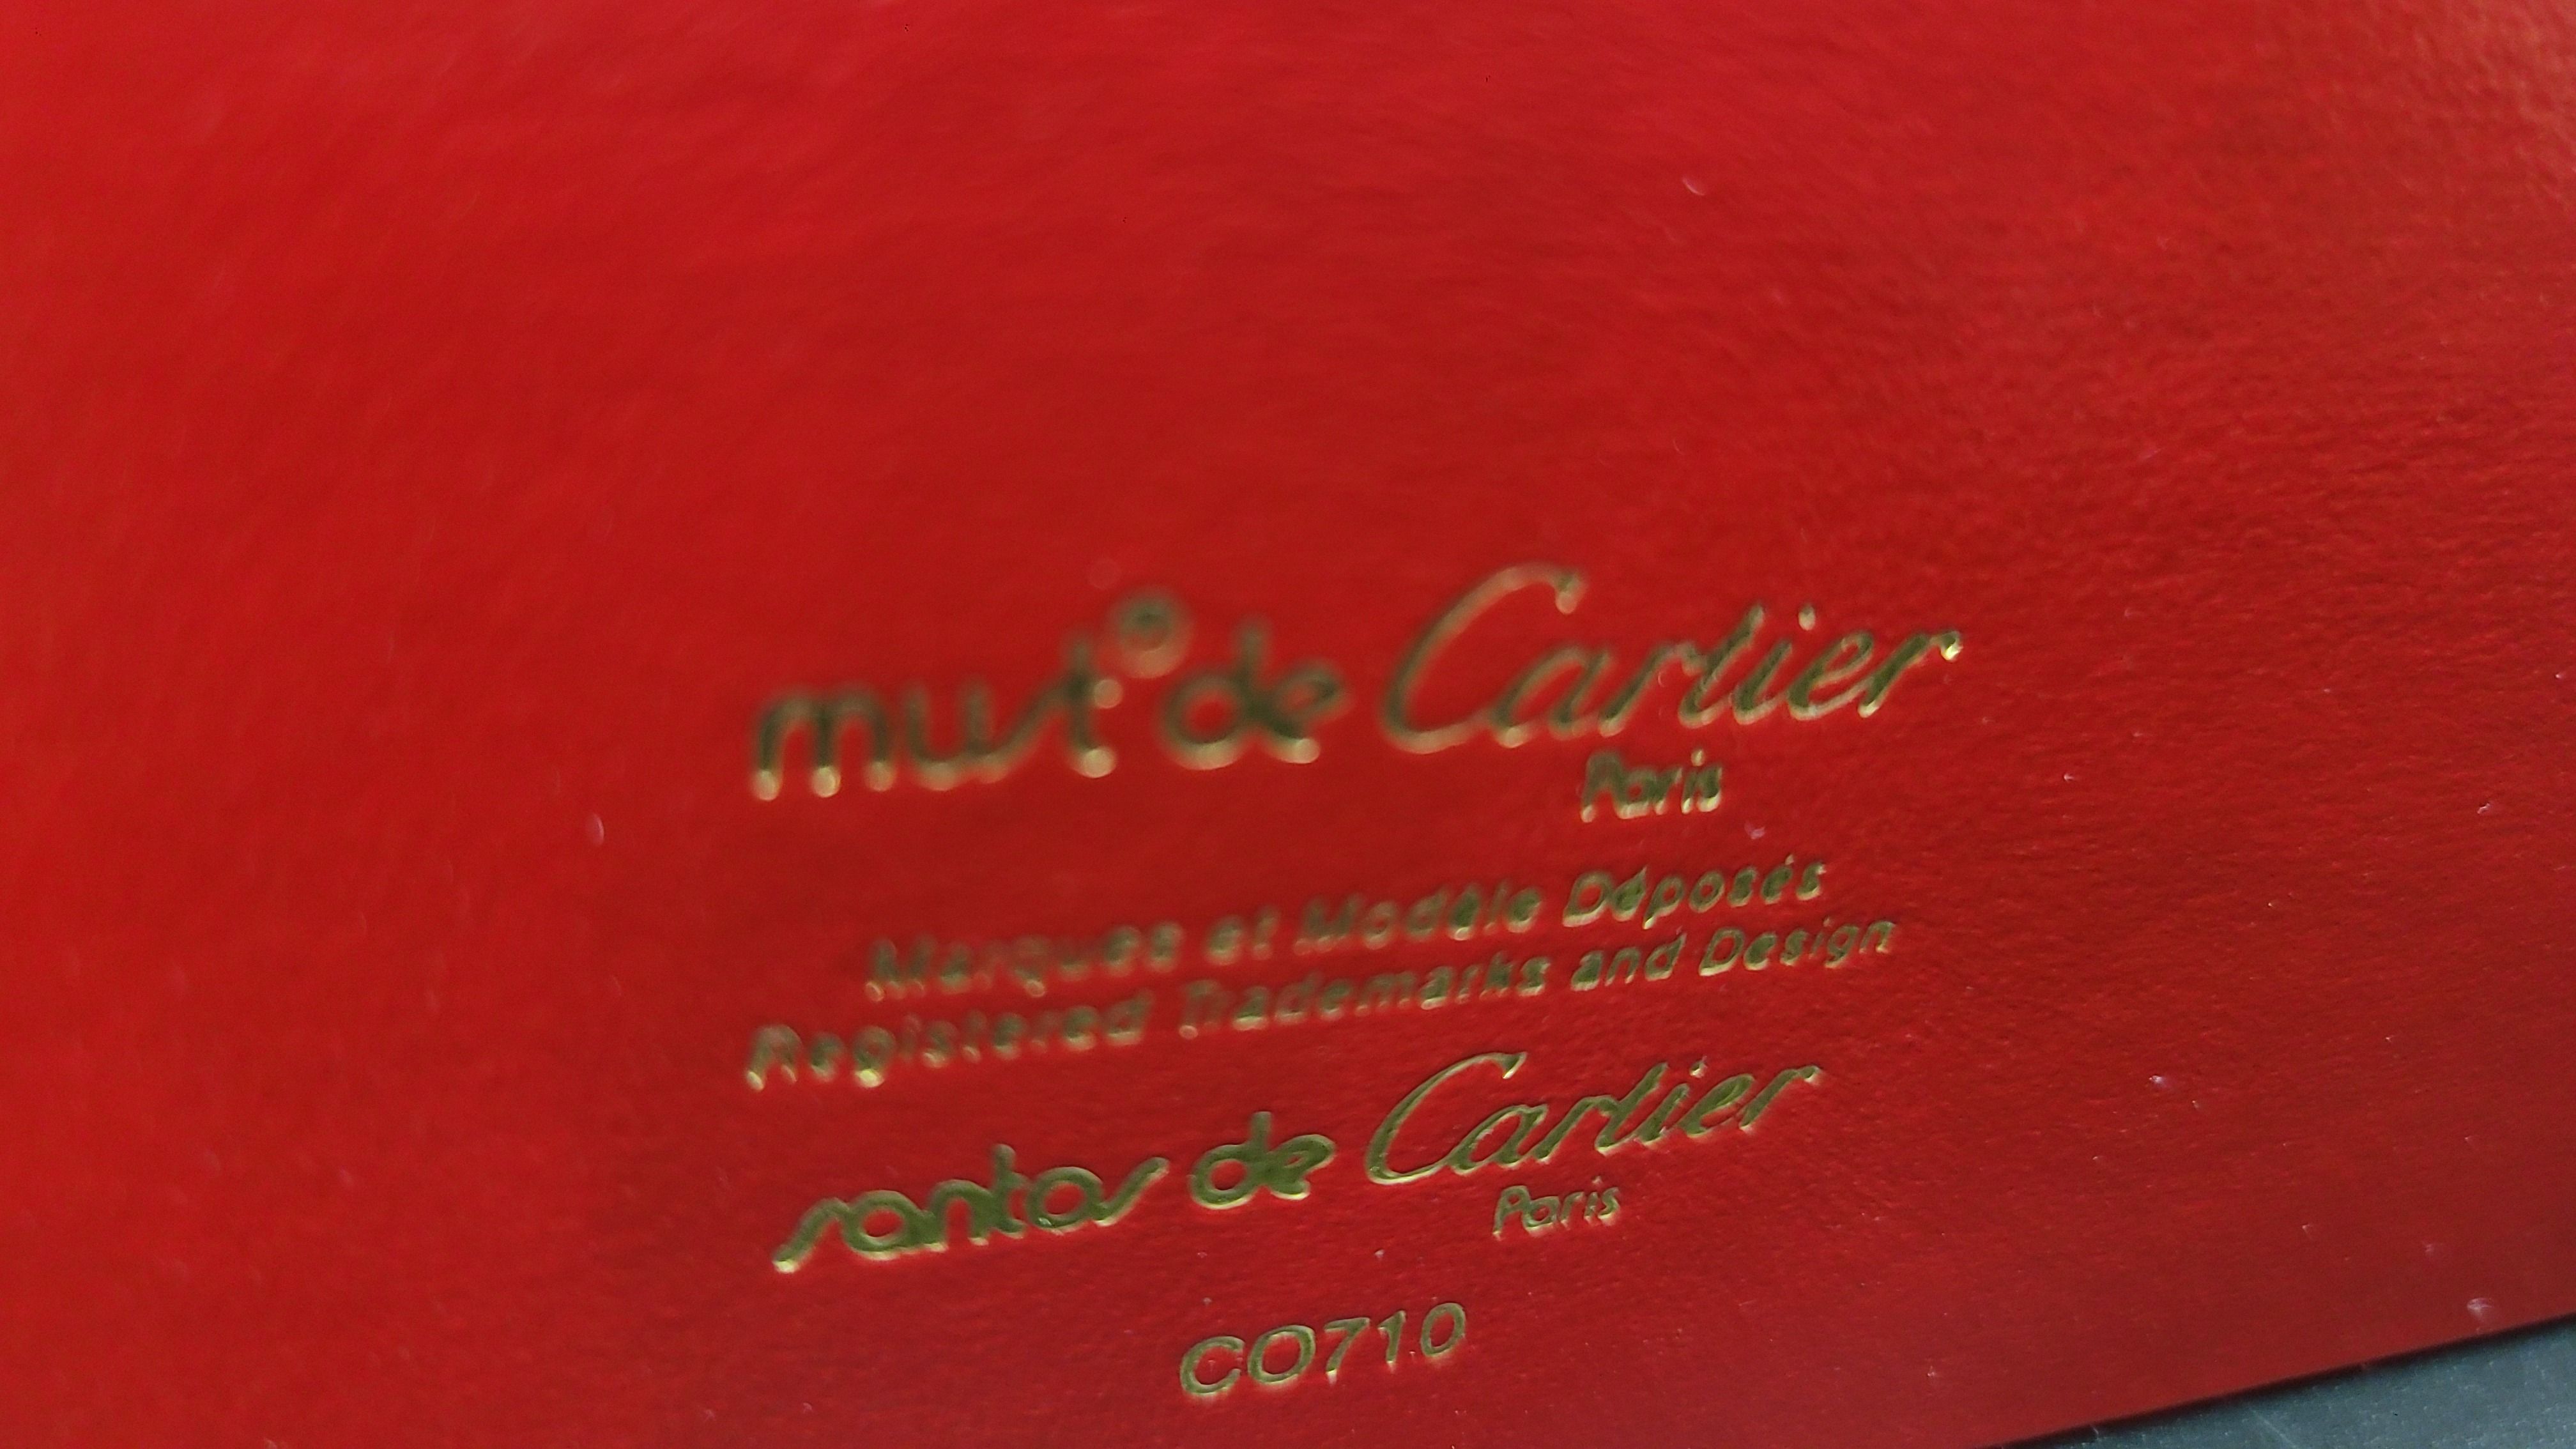 must® de Cartier
Paris
Marques et Modèle Déposés
Registered Trademarks and Design
santos de Cartier
Paris
CO710